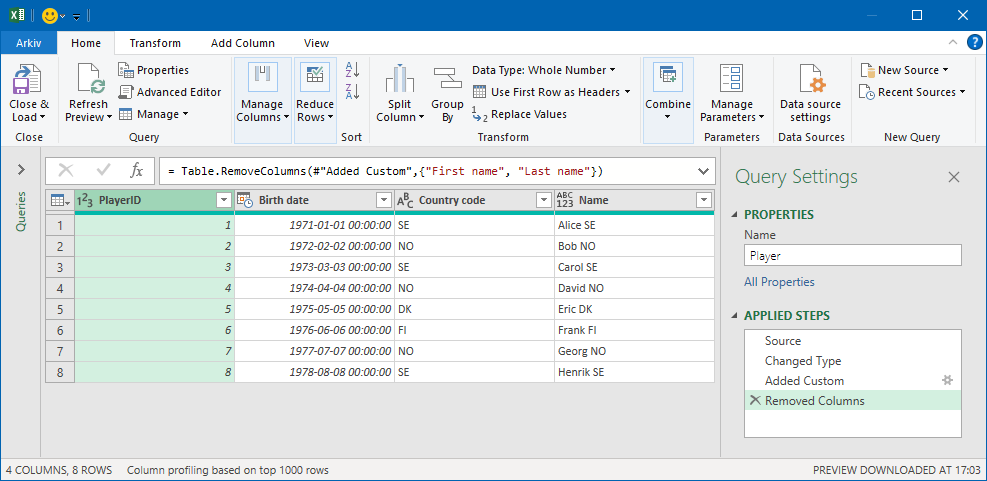 Arkiv Home Transform Add Column View
Close & Load
Close
Refresh Preview
Properties
Advanced Editor
Manage
Query
Manage Columns
Reduce Rows
A Z
Z A
Sort
Split Column
Group By
Data Type: Whole Number
Use First Row as Headers
1 2 Replace Values
Transform
Combine
Manage Parameters
Parameters
Data source settings
Data Sources
New Source
Recent Sources
New Query
Queries
fx = Table.RemoveColumns(#"Added Custom",{"First name", "Last name"})
123 PlayerID Birth date ABC Country code ABC 123 Name
1 1 1971-01-01 00:00:00 SE Alice SE
2 2 1972-02-02 00:00:00 NO Bob NO
3 3 1973-03-03 00:00:00 SE Carol SE
4 4 1974-04-04 00:00:00 NO David NO
5 5 1975-05-05 00:00:00 DK Eric DK
6 6 1976-06-06 00:00:00 FI Frank FI
7 7 1977-07-07 00:00:00 NO Georg NO
8 8 1978-08-08 00:00:00 SE Henrik SE
Query Settings
PROPERTIES
Name
Player
All Properties
APPLIED STEPS
Source
Changed Type
Added Custom
Removed Columns
4 COLUMNS, 8 ROWS Column profiling based on top 1000 rows PREVIEW DOWNLOADED AT 17:03